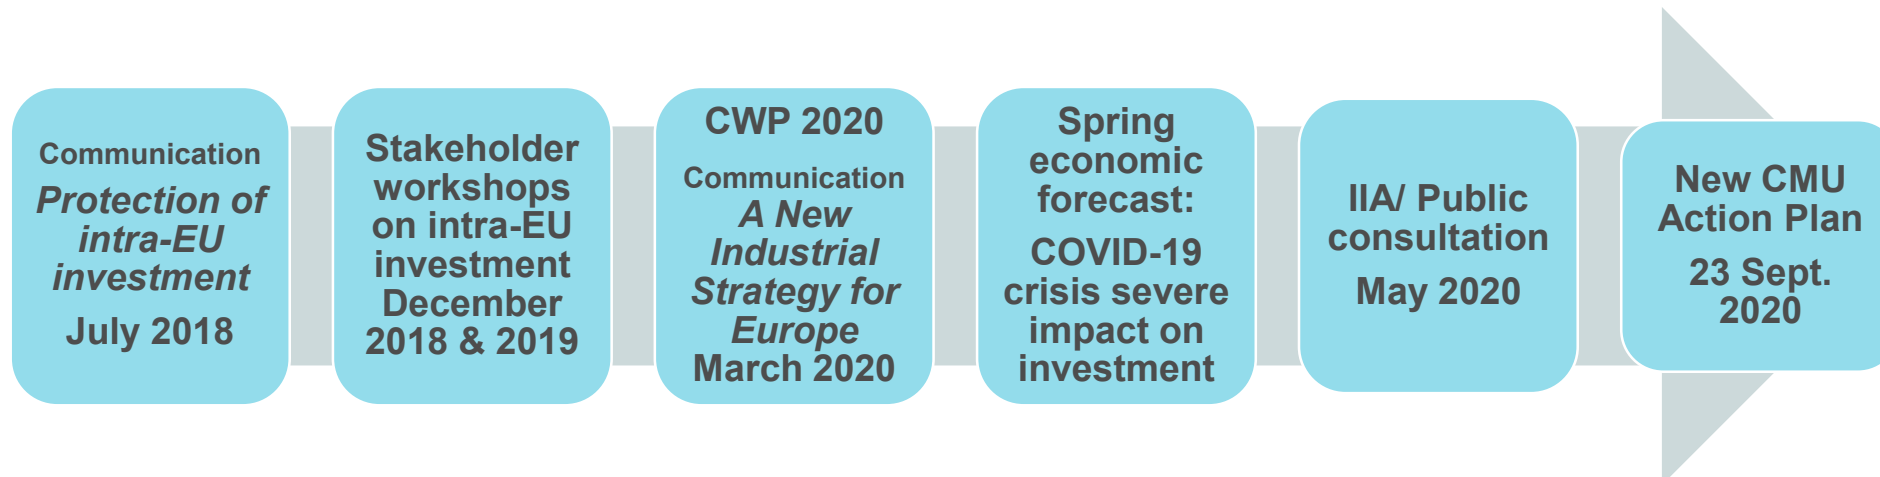 Communication
Protection of
intra-EU
investment
July 2018
Stakeholder
workshops
on intra-EU
investment
December
2018 & 2019
CWP 2020
Communication
A New
Industrial
Strategy for
Europe
March 2020
Spring
economic
forecast:
COVID-19
crisis severe
impact on
investment
IIA/ Public
consultation
May 2020
New CMU
Action Plan
23 Sept.
2020